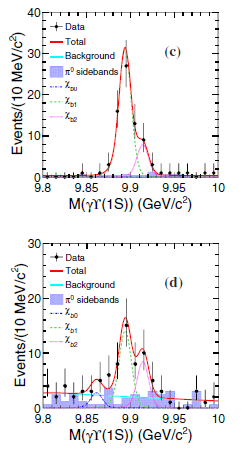 Events/(10 MeV/c²)
40
30
20
10
0
(c)
Data
Total
Background
π⁰ sidebands
χb0
χb1
χb2
9.8 9.85 9.9 9.95 10
M(γϒ(1S)) (GeV/c²)
Events/(10 MeV/c²)
30
20
10
0
(d)
Data
Total
Background
π⁰ sidebands
χb0
χb1
χb2
9.8 9.85 9.9 9.95 10
M(γϒ(1S)) (GeV/c²)